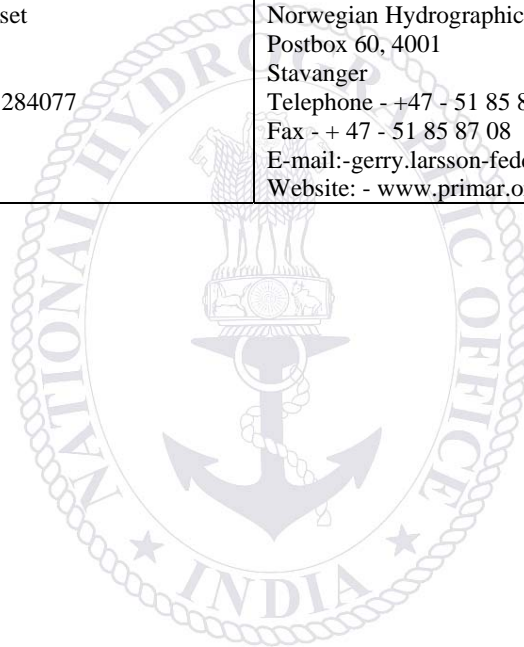 set
284077
Norwegian Hydrographic
Postbox 60, 4001
Stavanger
Telephone - +47 - 51 85 8
Fax - + 47 - 51 85 87 08
E-mail:-gerry.larsson-fed
Website: - www.primar.o
NATIONAL HYDROGRAPHIC OFFICE
INDIA